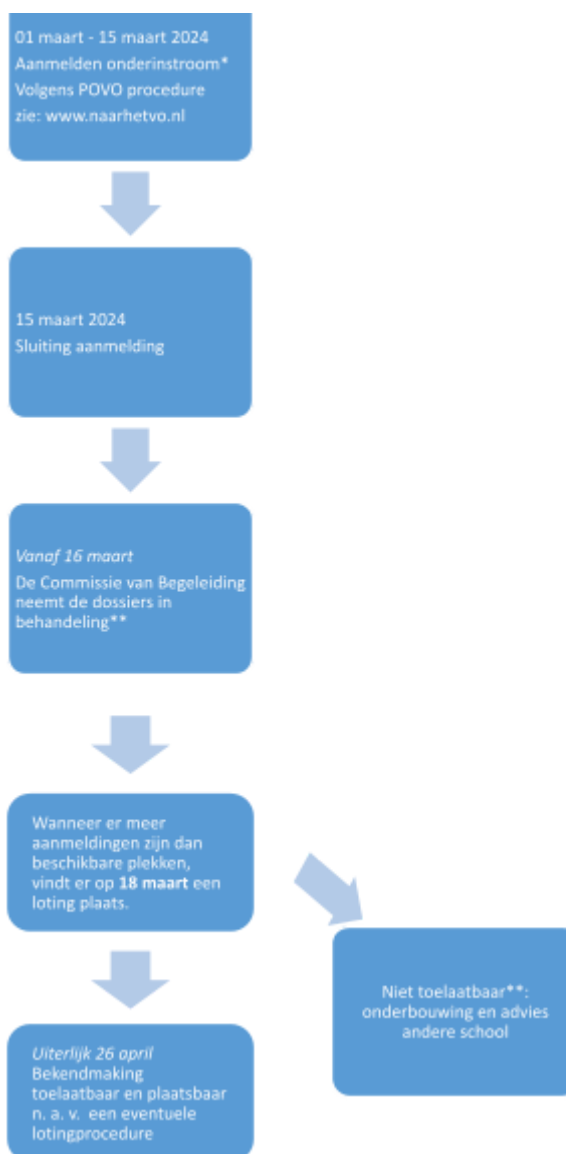 01 maart - 15 maart 2024
Aanmelden onderinstroom*
Volgens POVO procedure
zie: www.naarhetvo.nl
15 maart 2024
Sluiting aanmelding
Vanaf 16 maart
De Commissie van Begeleiding
neemt de dossiers in
behandeling**
Wanneer er meer
aanmeldingen zijn dan
beschikbare plekken,
vindt er op 18 maart een
loting plaats.
Niet toelaatbaar**:
onderbouwing en advies
andere school
Uiterlijk 26 april
Bekendmaking
toelaatbaar en plaatsbaar
n. a. v. een eventuele
lotingprocedure